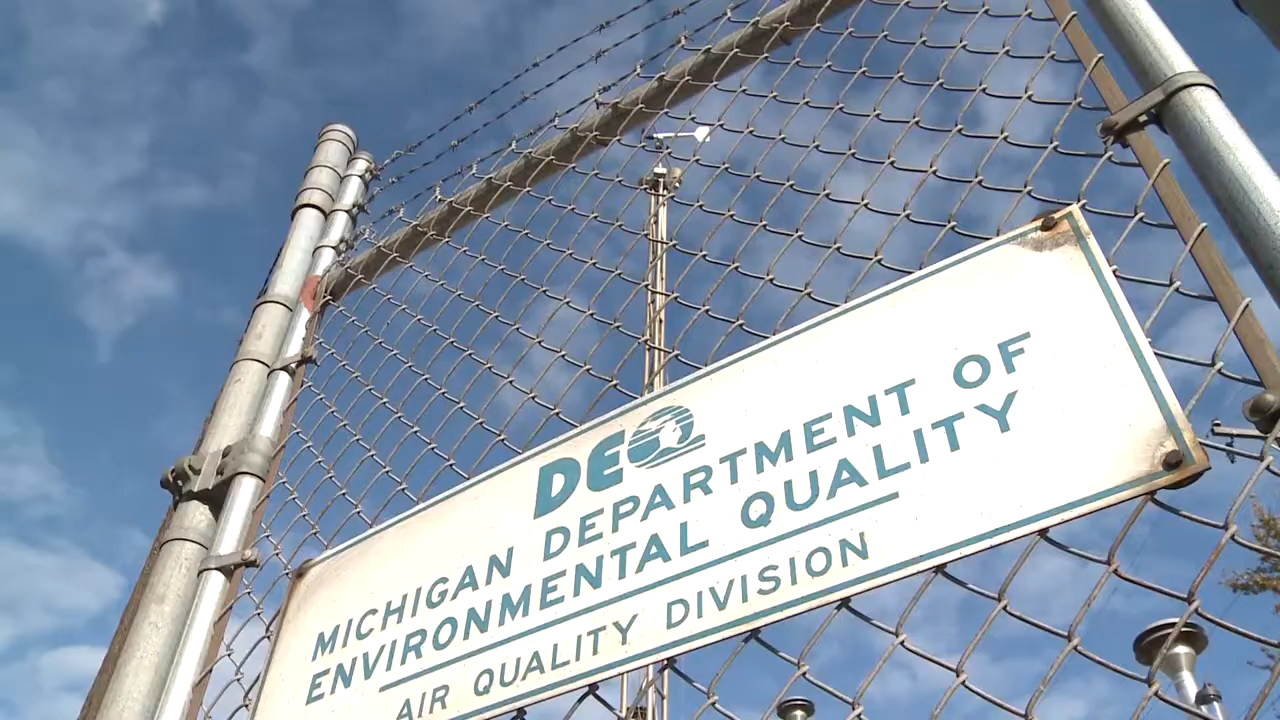 DEQ
MICHIGAN DEPARTMENT OF
ENVIRONMENTAL QUALITY
AIR QUALITY DIVISION